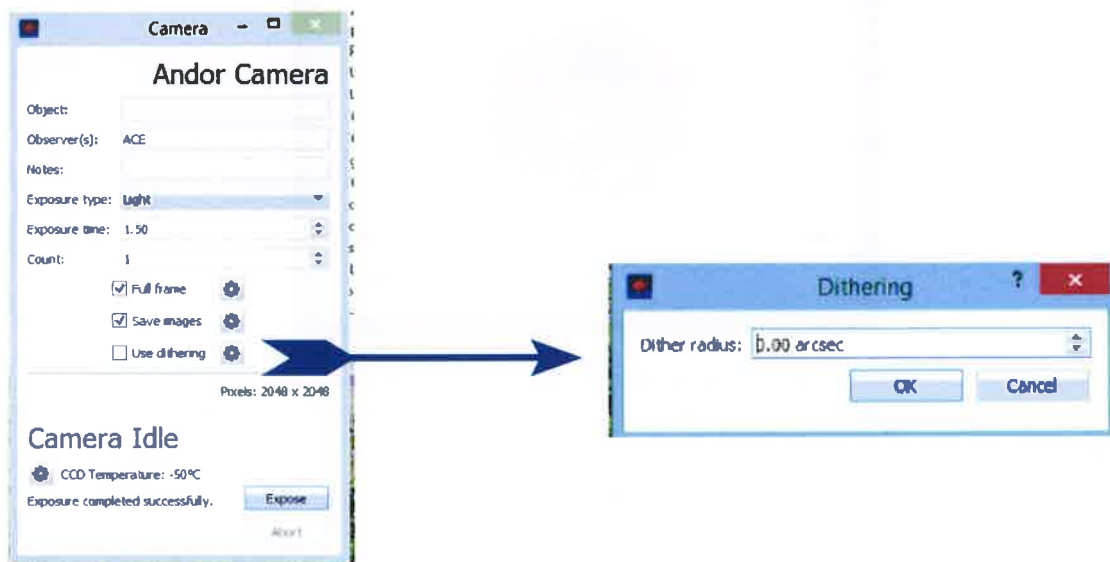 Camera
Andor Camera
Object:
Observer(s): ACE
Notes:
Exposure type: Light
Exposure time: 1.50
Count: 1
Full frame
Save images
Use dithering
Pixels: 2048 x 2048
Camera Idle
CCD Temperature: -50°C
Exposure completed successfully.
Expose
Abort
Dithering ?
Dither radius: 0.00 arcsec
OK Cancel